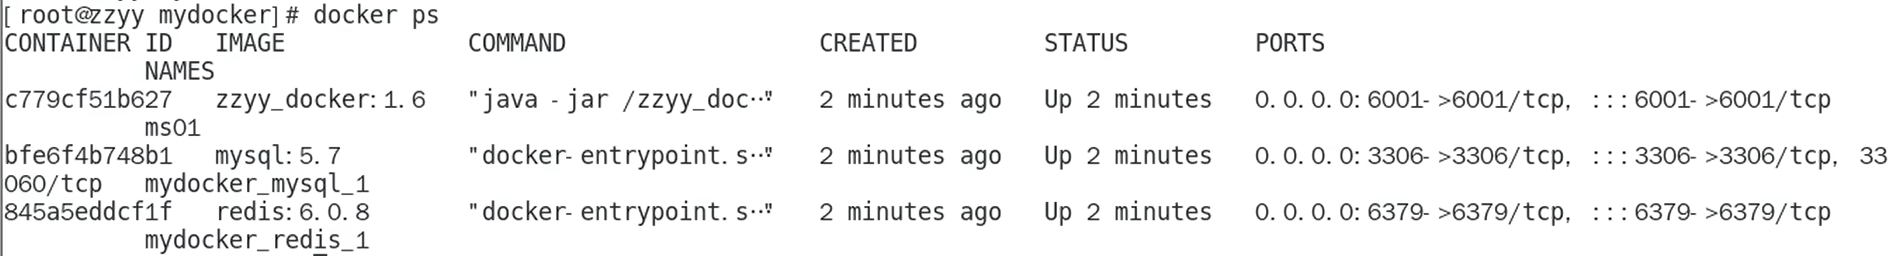 [root@zzyy mydocker]# docker ps
CONTAINER ID   IMAGE             COMMAND                  CREATED         STATUS         PORTS
          NAMES
c779cf51b627   zzyy_docker:1.6   "java -jar /zzyy_doc…"   2 minutes ago   Up 2 minutes   0.0.0.0:6001->6001/tcp, :::6001->6001/tcp
          ms01
bfe6f4b748b1   mysql:5.7         "docker-entrypoint.s…"   2 minutes ago   Up 2 minutes   0.0.0.0:3306->3306/tcp, :::3306->3306/tcp, 33
060/tcp   mydocker_mysql_1
845a5eddcf1f   redis:6.0.8       "docker-entrypoint.s…"   2 minutes ago   Up 2 minutes   0.0.0.0:6379->6379/tcp, :::6379->6379/tcp
          mydocker_redis_1